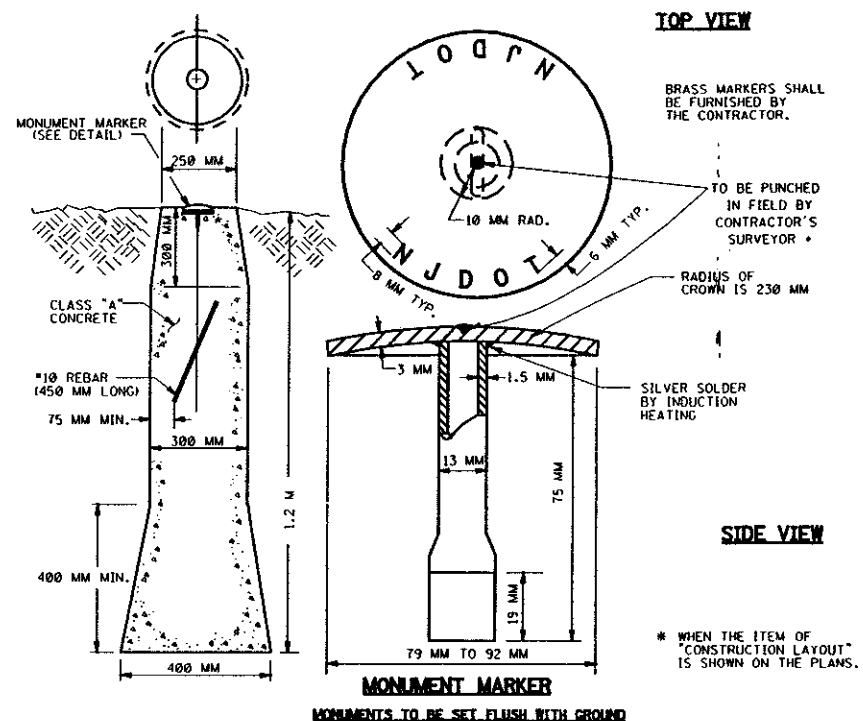 TOP VIEW
NJDOT
BRASS MARKERS SHALL
BE FURNISHED BY
THE CONTRACTOR.
MONUMENT MARKER
(SEE DETAIL)
250 MM
TO BE PUNCHED
IN FIELD BY
CONTRACTOR'S
SURVEYOR *
10 MM RAD.
300 MM
NJDOT
6 MM TYP.
8 MM TYP.
RADIUS OF
CROWN IS 230 MM
CLASS "A"
CONCRETE
3 MM
1.5 MM
#10 REBAR
(450 MM LONG)
SILVER SOLDER
BY INDUCTION
HEATING
75 MM MIN.
300 MM
13 MM
75 MM
1.2 M
SIDE VIEW
400 MM MIN.
19 MM
79 MM TO 92 MM
400 MM
* WHEN THE ITEM OF
"CONSTRUCTION LAYOUT"
IS SHOWN ON THE PLANS.
MONUMENT MARKER
MONUMENTS TO BE SET FLUSH WITH GROUND